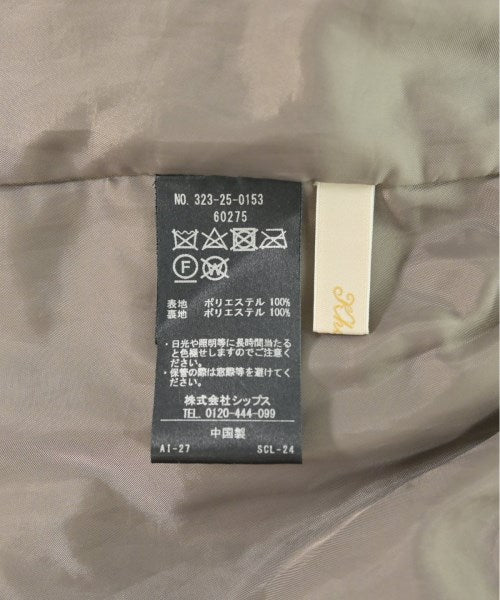 NO. 323-25-0153
60275
F W
表地 ポリエステル 100%
裏地 ポリエステル 100%
・日光や照明等に長時間当たる
と色褪せしますのでご注意く
ださい。
・保管の際は窓際等を避けてく
ださい。
株式会社シップス
TEL. 0120-444-099
中国製
AI-27 SCL-24